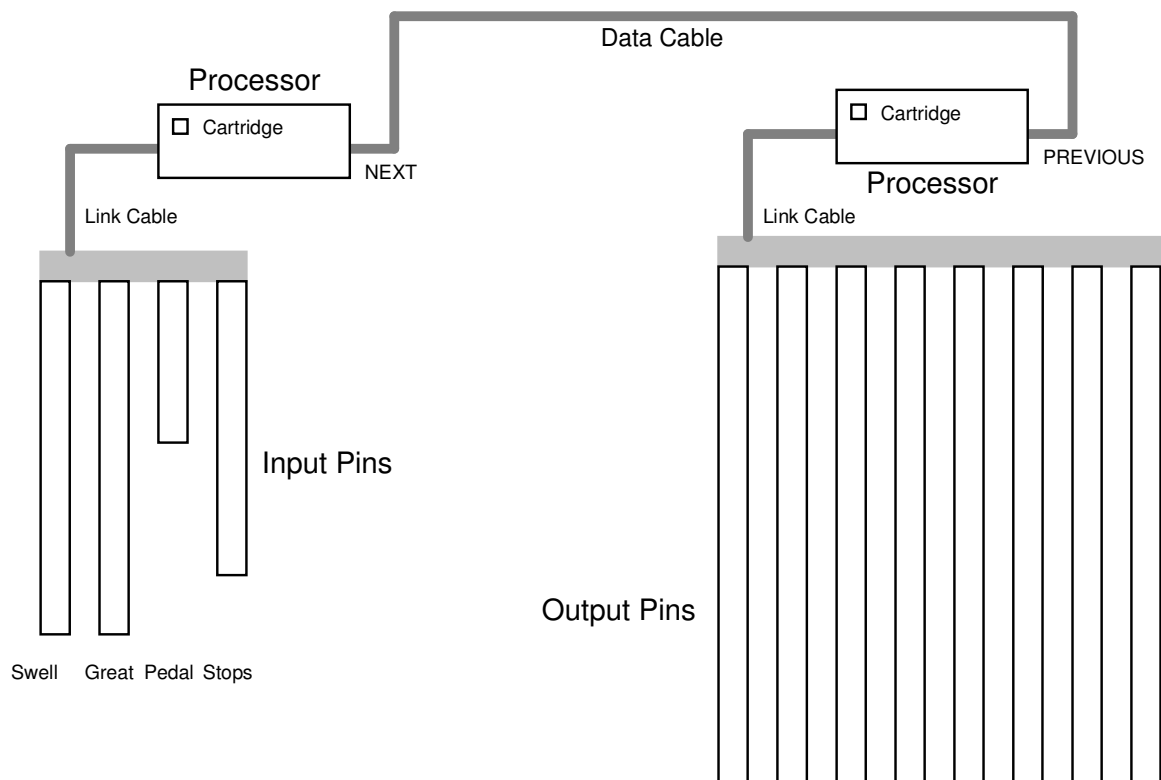 Data Cable
Processor
Cartridge
NEXT
Link Cable
Cartridge
PREVIOUS
Processor
Link Cable
Input Pins
Output Pins
Swell Great Pedal Stops